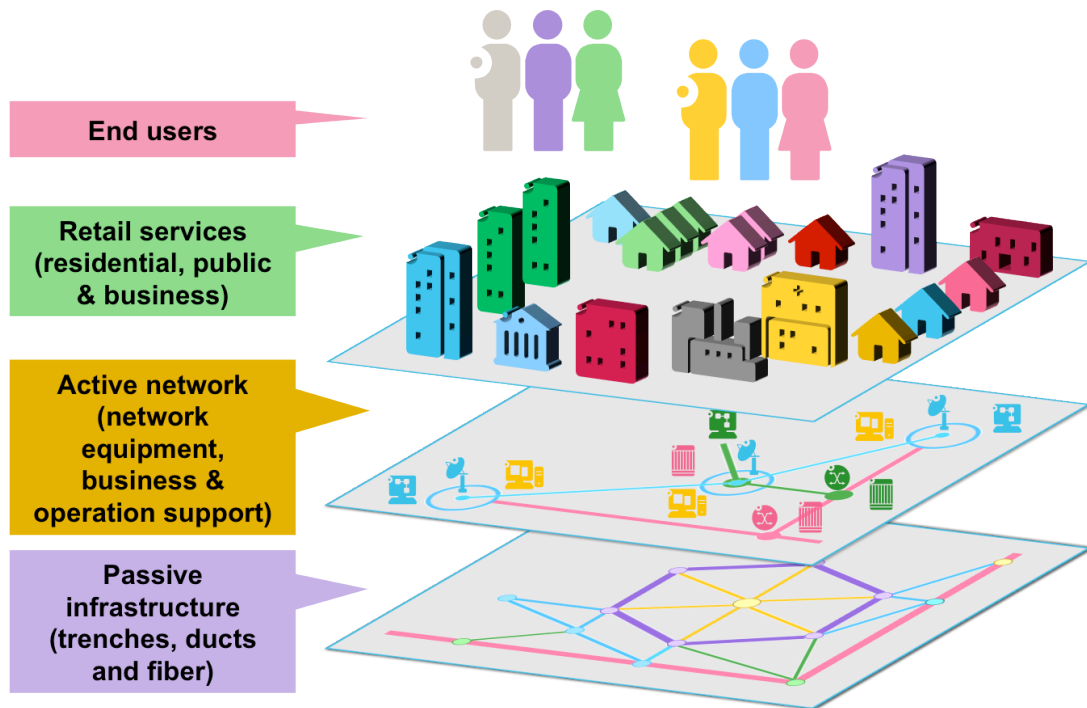 End users
Retail services
(residential, public
& business)
Active network
(network
equipment,
business &
operation support)
Passive
infrastructure
(trenches, ducts
and fiber)